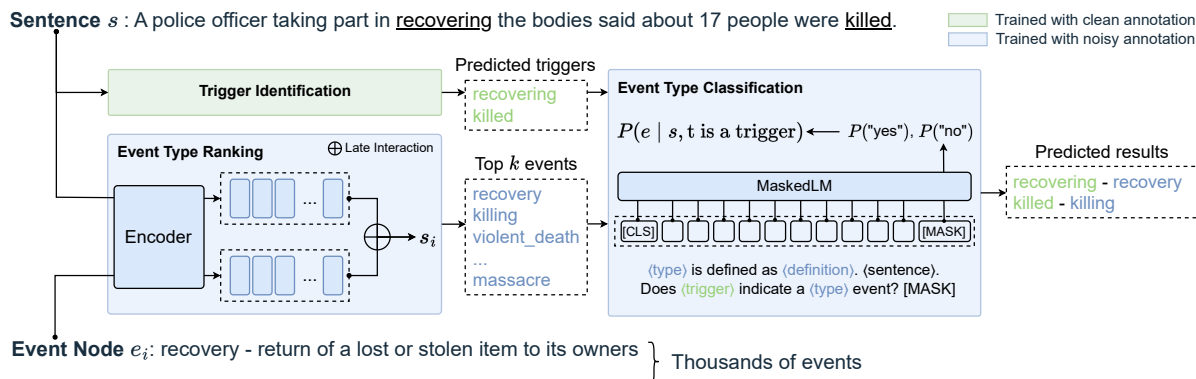 Sentence s : A police officer taking part in recovering the bodies said about 17 people were killed.
Trained with clean annotation
Trained with noisy annotation
Trigger Identification
Predicted triggers
recovering
killed
Event Type Ranking
⊕ Late Interaction
Encoder
...
...
s_i
Top k events
recovery
killing
violent_death
...
massacre
Event Type Classification
P(e | s, t is a trigger) ← P("yes"), P("no")
MaskedLM
[CLS] [MASK]
⟨type⟩ is defined as ⟨definition⟩. ⟨sentence⟩.
Does ⟨trigger⟩ indicate a ⟨type⟩ event? [MASK]
Predicted results
recovering - recovery
killed - killing
Event Node e_i: recovery - return of a lost or stolen item to its owners
Thousands of events